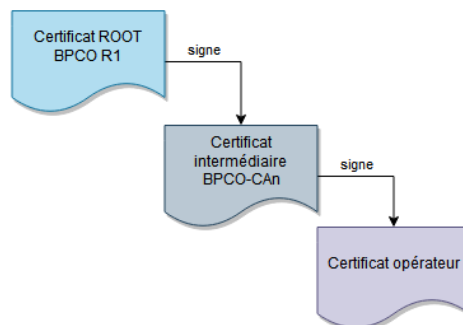 Certificat ROOT
BPCO R1
signe
Certificat
intermédiaire
BPCO-CAn
signe
Certificat opérateur